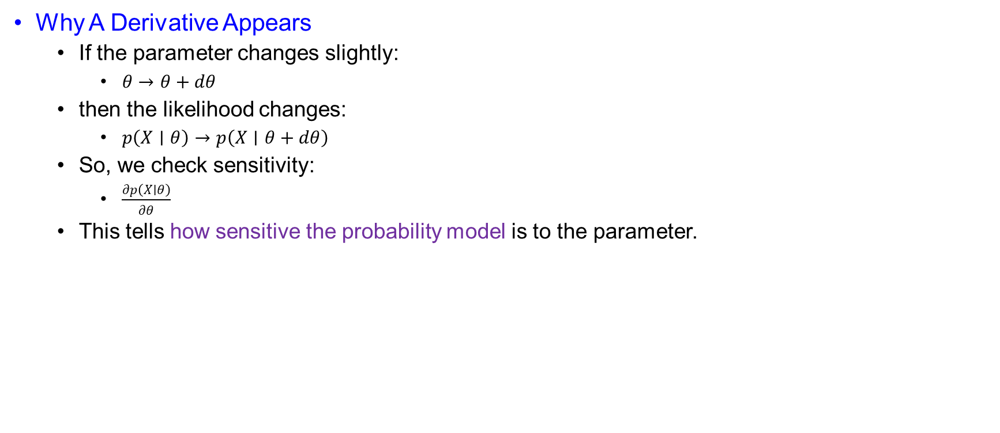 • Why A Derivative Appears
• If the parameter changes slightly:
• θ → θ + dθ
• then the likelihood changes:
• p(X ∣ θ) → p(X ∣ θ + dθ)
• So, we check sensitivity:
• ∂p(X|θ)
∂θ
• This tells how sensitive the probability model is to the parameter.